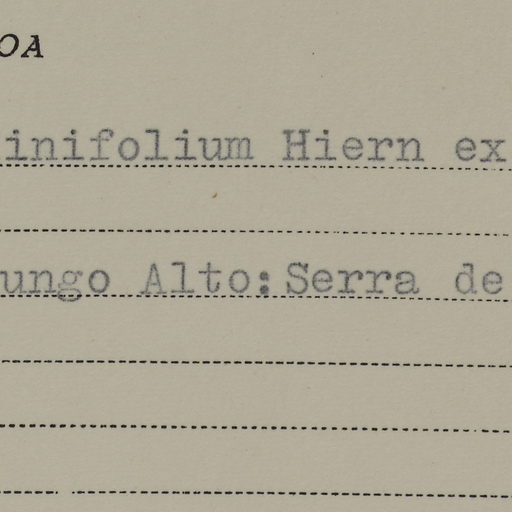 OA
inifolium Hiern ex
ungo Alto: Serra de